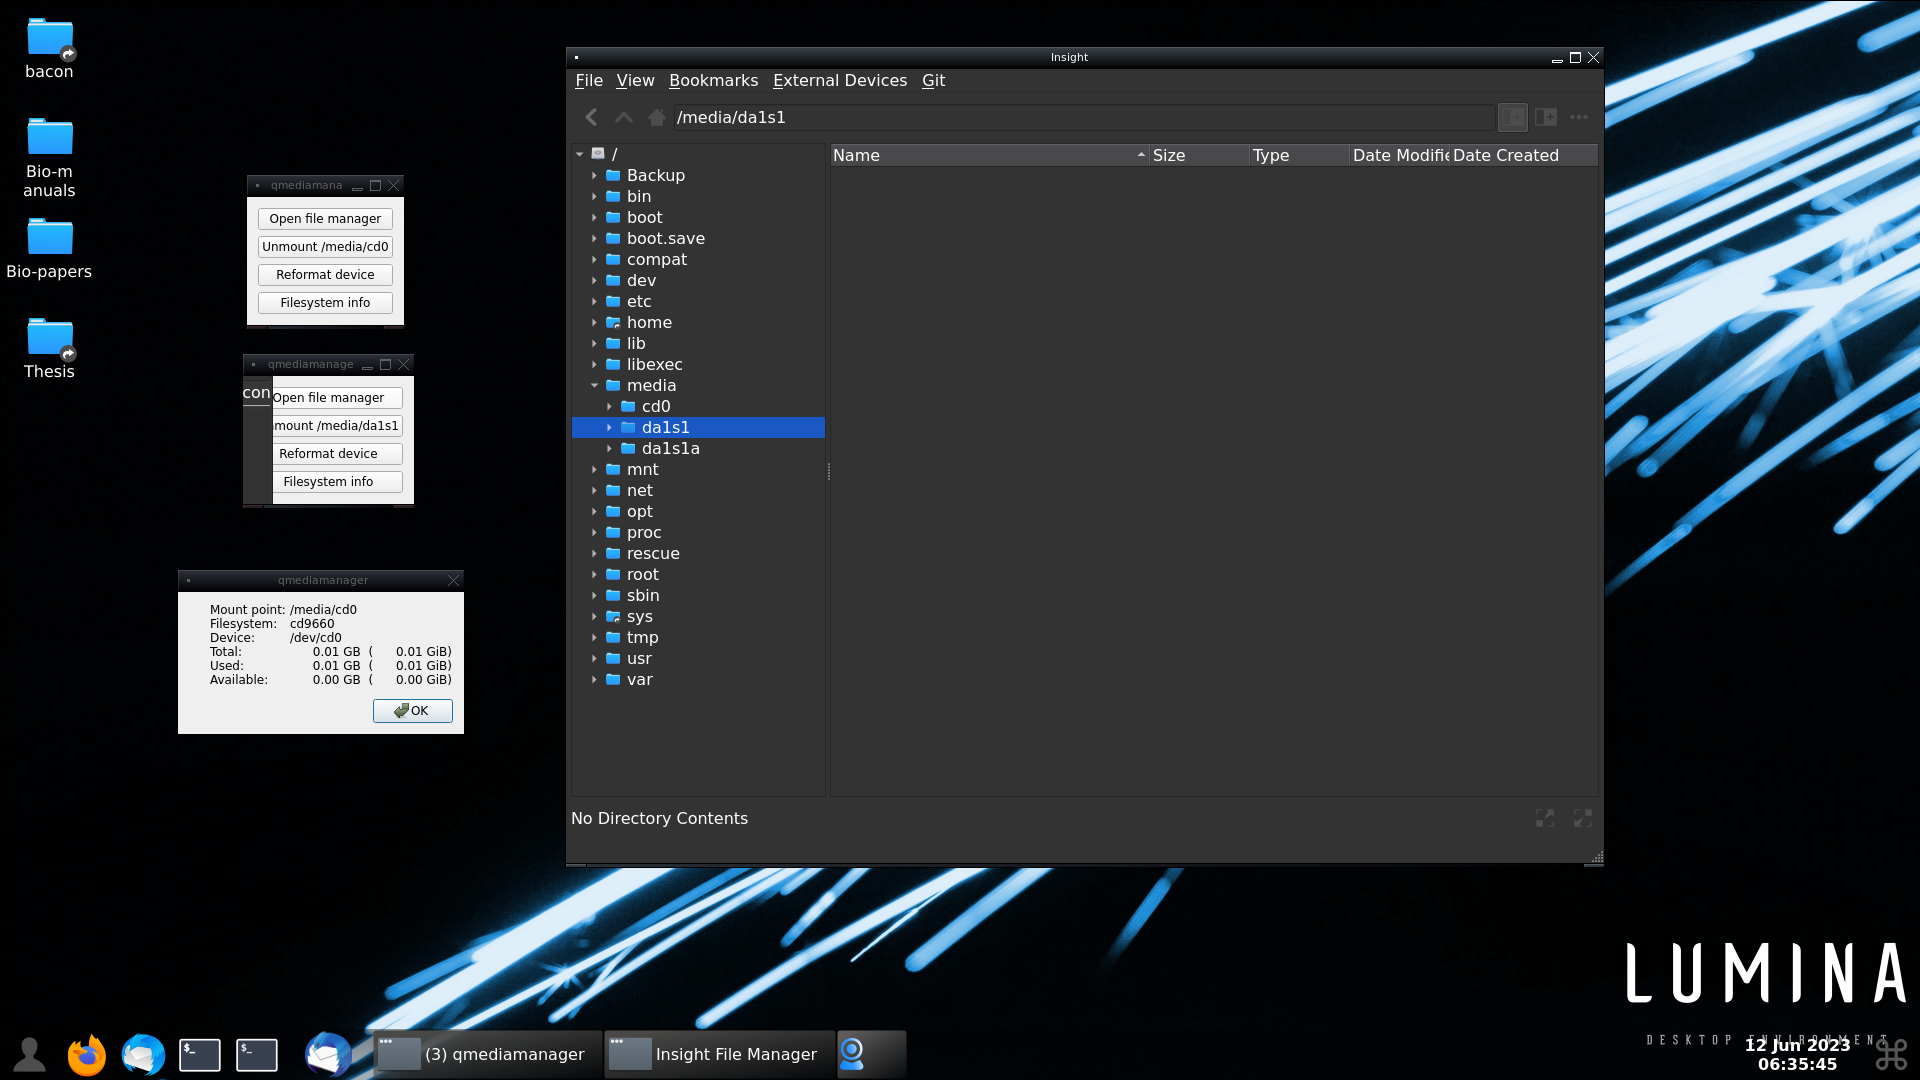 bacon
Bio-m
anuals
Bio-papers
Thesis
qmediamana
Open file manager
Unmount /media/cd0
Reformat device
Filesystem info
qmediamanage
con
Open file manager
mount /media/da1s1
Reformat device
Filesystem info
qmediamanager
Mount point: /media/cd0
Filesystem: cd9660
Device: /dev/cd0
Total: 0.01 GB ( 0.01 GiB)
Used: 0.01 GB ( 0.01 GiB)
Available: 0.00 GB ( 0.00 GiB)
OK
Insight
File View Bookmarks External Devices Git
/media/da1s1
/
Backup
bin
boot
boot.save
compat
dev
etc
home
lib
libexec
media
cd0
da1s1
da1s1a
mnt
net
opt
proc
rescue
root
sbin
sys
tmp
usr
var
Name Size Type Date Modifie Date Created
No Directory Contents
LUMINA
DESKTOP ENVIRONMENT
$_
$_
(3) qmediamanager
Insight File Manager
12 Jun 2023
06:35:45